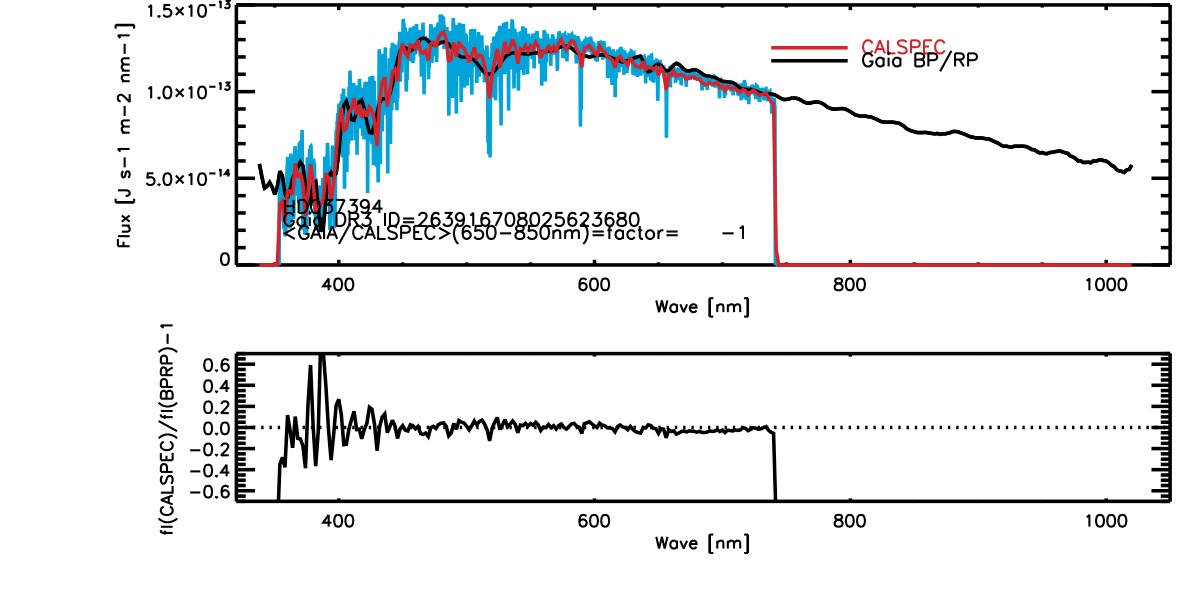 1.5×10−13
1.0×10−13
5.0×10−14
0
Flux [J s−1 m−2 nm−1]
CALSPEC
Gaia BP/RP
HD037394
Gaia DR3 ID=263916708025623680
<GAIA/CALSPEC>(650−850nm)=factor= −1
400 600 800 1000
Wave [nm]
fl(CALSPEC)/fl(BPRP)−1
0.6
0.4
0.2
0.0
−0.2
−0.4
−0.6
400 600 800 1000
Wave [nm]